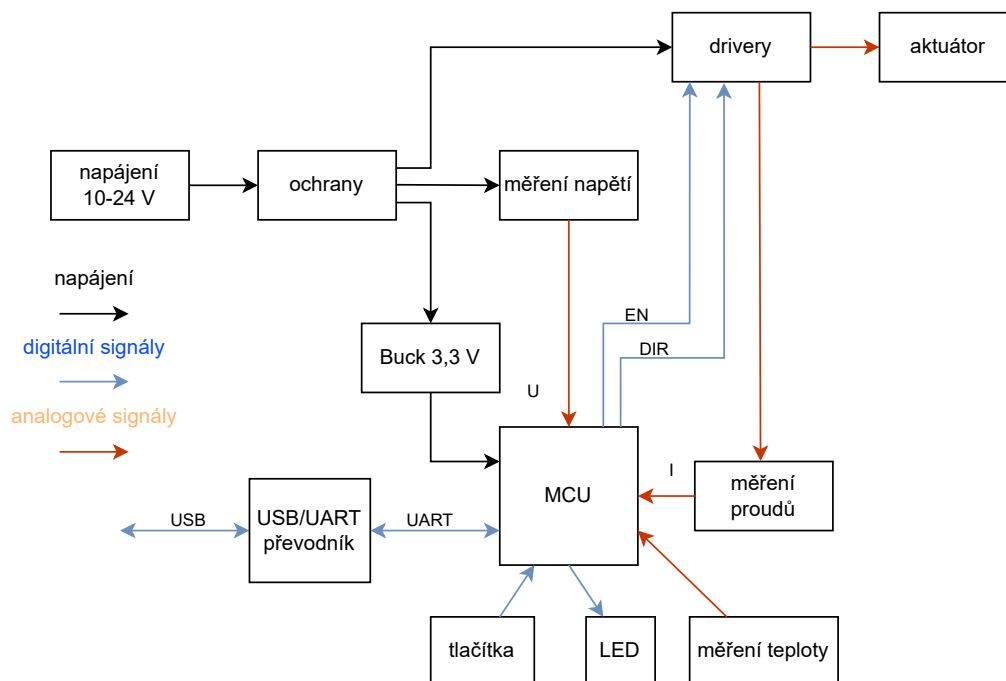 drivery
aktuátor
napájení
10-24 V
ochrany
měření napětí
napájení
digitální signály
analogové signály
EN
DIR
Buck 3,3 V
U
MCU
I
měření
proudů
USB
USB/UART
převodník
UART
tlačítka
LED
měření teploty